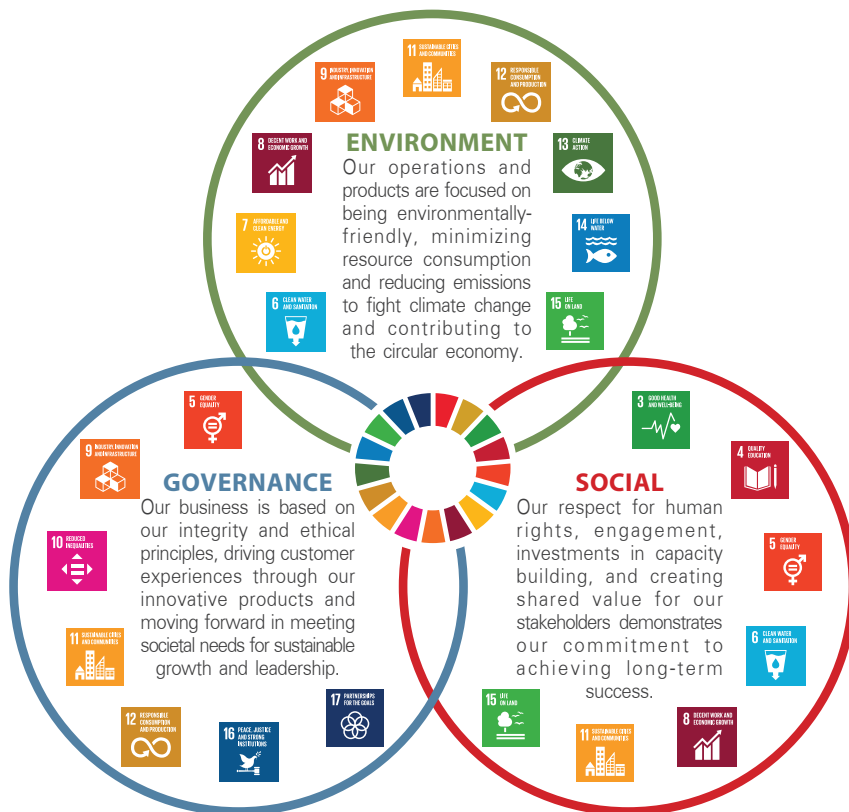 11 SUSTAINABLE CITIES
AND COMMUNITIES
9 INDUSTRY, INNOVATION
AND INFRASTRUCTURE
12 RESPONSIBLE
CONSUMPTION
AND PRODUCTION
8 DECENT WORK AND
ECONOMIC GROWTH
13 CLIMATE
ACTION
7 AFFORDABLE AND
CLEAN ENERGY
14 LIFE BELOW
WATER
6 CLEAN WATER
AND SANITATION
15 LIFE
ON LAND
ENVIRONMENT
Our operations and
products are focused on
being environmentally-
friendly, minimizing
resource consumption
and reducing emissions
to fight climate change
and contributing to
the circular economy.
5 GENDER
EQUALITY
9 INDUSTRY, INNOVATION
AND INFRASTRUCTURE
10 REDUCED
INEQUALITIES
11 SUSTAINABLE CITIES
AND COMMUNITIES
12 RESPONSIBLE
CONSUMPTION
AND PRODUCTION
16 PEACE, JUSTICE
AND STRONG
INSTITUTIONS
17 PARTNERSHIPS
FOR THE GOALS
GOVERNANCE
Our business is based on
our integrity and ethical
principles, driving customer
experiences through our
innovative products and
moving forward in meeting
societal needs for sustainable
growth and leadership.
3 GOOD HEALTH
AND WELL-BEING
4 QUALITY
EDUCATION
5 GENDER
EQUALITY
6 CLEAN WATER
AND SANITATION
8 DECENT WORK AND
ECONOMIC GROWTH
11 SUSTAINABLE CITIES
AND COMMUNITIES
15 LIFE
ON LAND
SOCIAL
Our respect for human
rights, engagement,
investments in capacity
building, and creating
shared value for our
stakeholders demonstrates
our commitment to
achieving long-term
success.